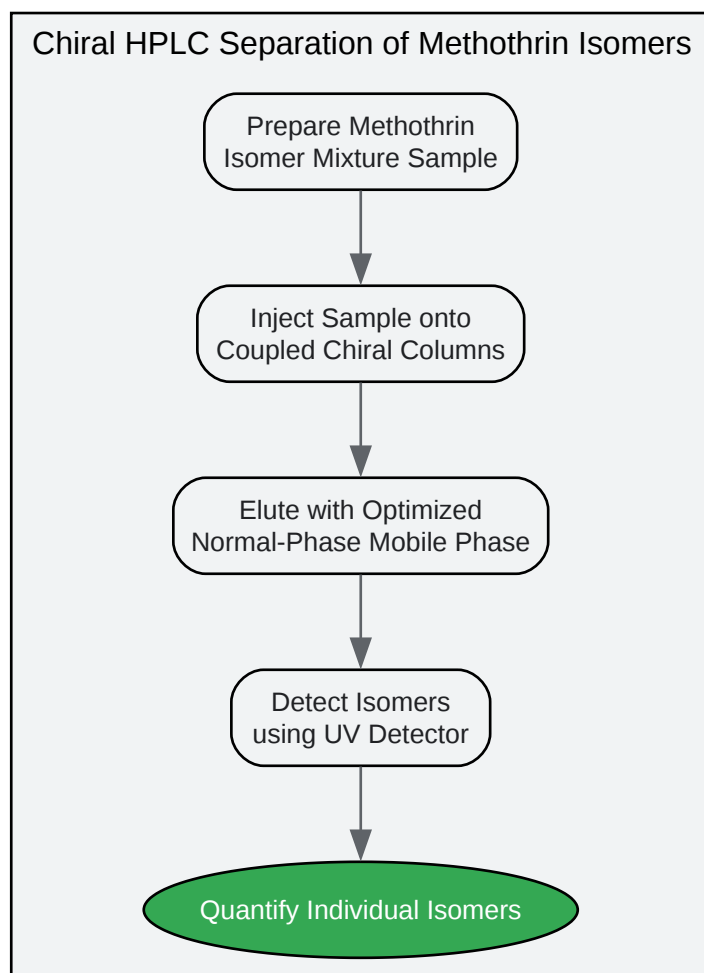 Chiral HPLC Separation of Methothrin Isomers
Prepare Methothrin
Isomer Mixture Sample
Inject Sample onto
Coupled Chiral Columns
Elute with Optimized
Normal-Phase Mobile Phase
Detect Isomers
using UV Detector
Quantify Individual Isomers